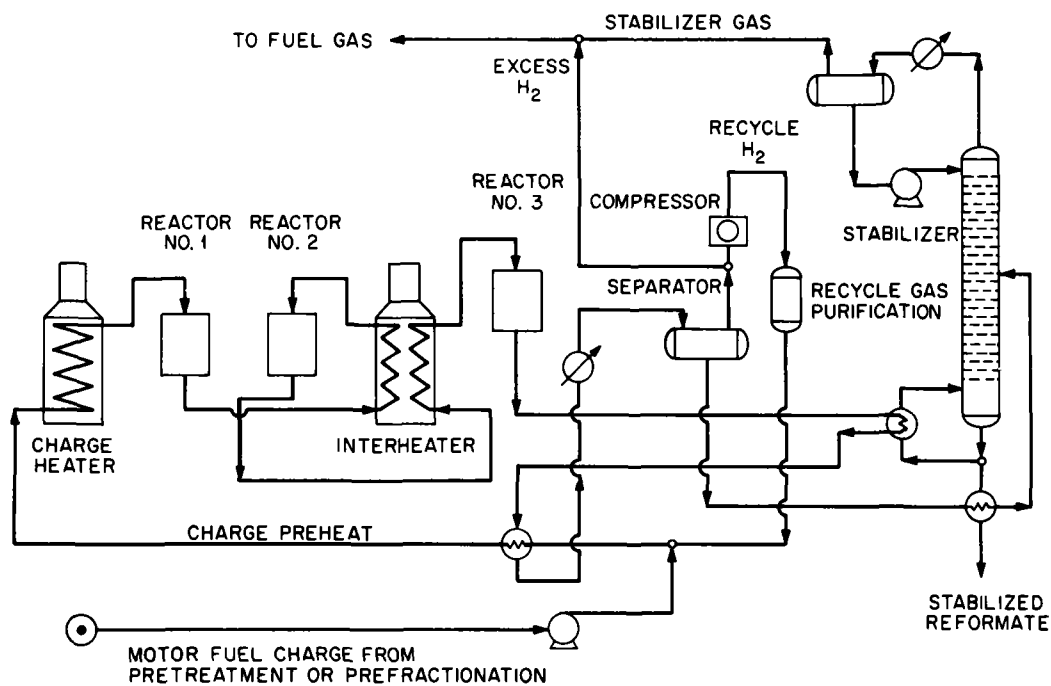 STABILIZER GAS
TO FUEL GAS
EXCESS
H2
RECYCLE
H2
REACTOR
NO. 3
COMPRESSOR
REACTOR
NO. 1
REACTOR
NO. 2
STABILIZER
SEPARATOR
RECYCLE GAS
PURIFICATION
CHARGE
HEATER
INTERHEATER
CHARGE PREHEAT
STABILIZED
REFORMATE
MOTOR FUEL CHARGE FROM
PRETREATMENT OR PREFRACTIONATION